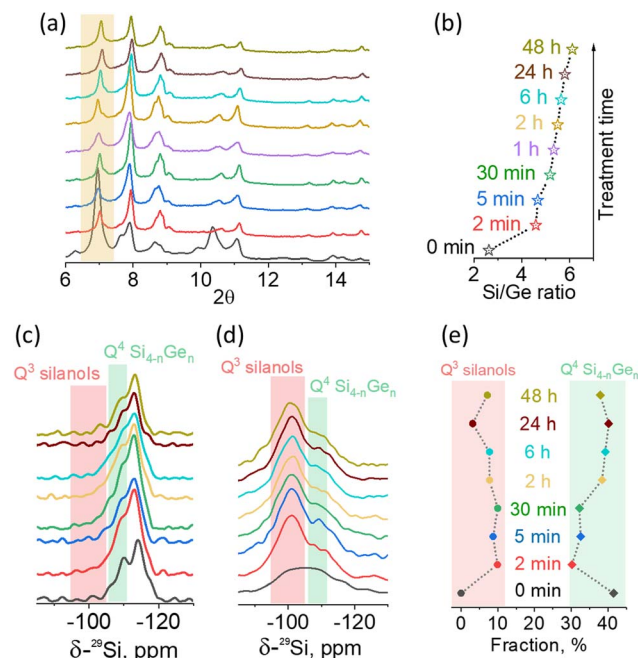 (a)
6 8 10 12 14
2θ
(b)
48 h
24 h
6 h
2 h
1 h
30 min
5 min
2 min
0 min
2 4 6
Si/Ge ratio
Treatment time
(c)
Q³ silanols
Q⁴ Si₄₋ₙGeₙ
-100 -120
δ-²⁹Si, ppm
(d)
Q³ silanols
Q⁴ Si₄₋ₙGeₙ
-100 -120
δ-²⁹Si, ppm
(e)
Q³ silanols
Q⁴ Si₄₋ₙGeₙ
48 h
24 h
6 h
2 h
30 min
5 min
2 min
0 min
0 10 20 30 40
Fraction, %